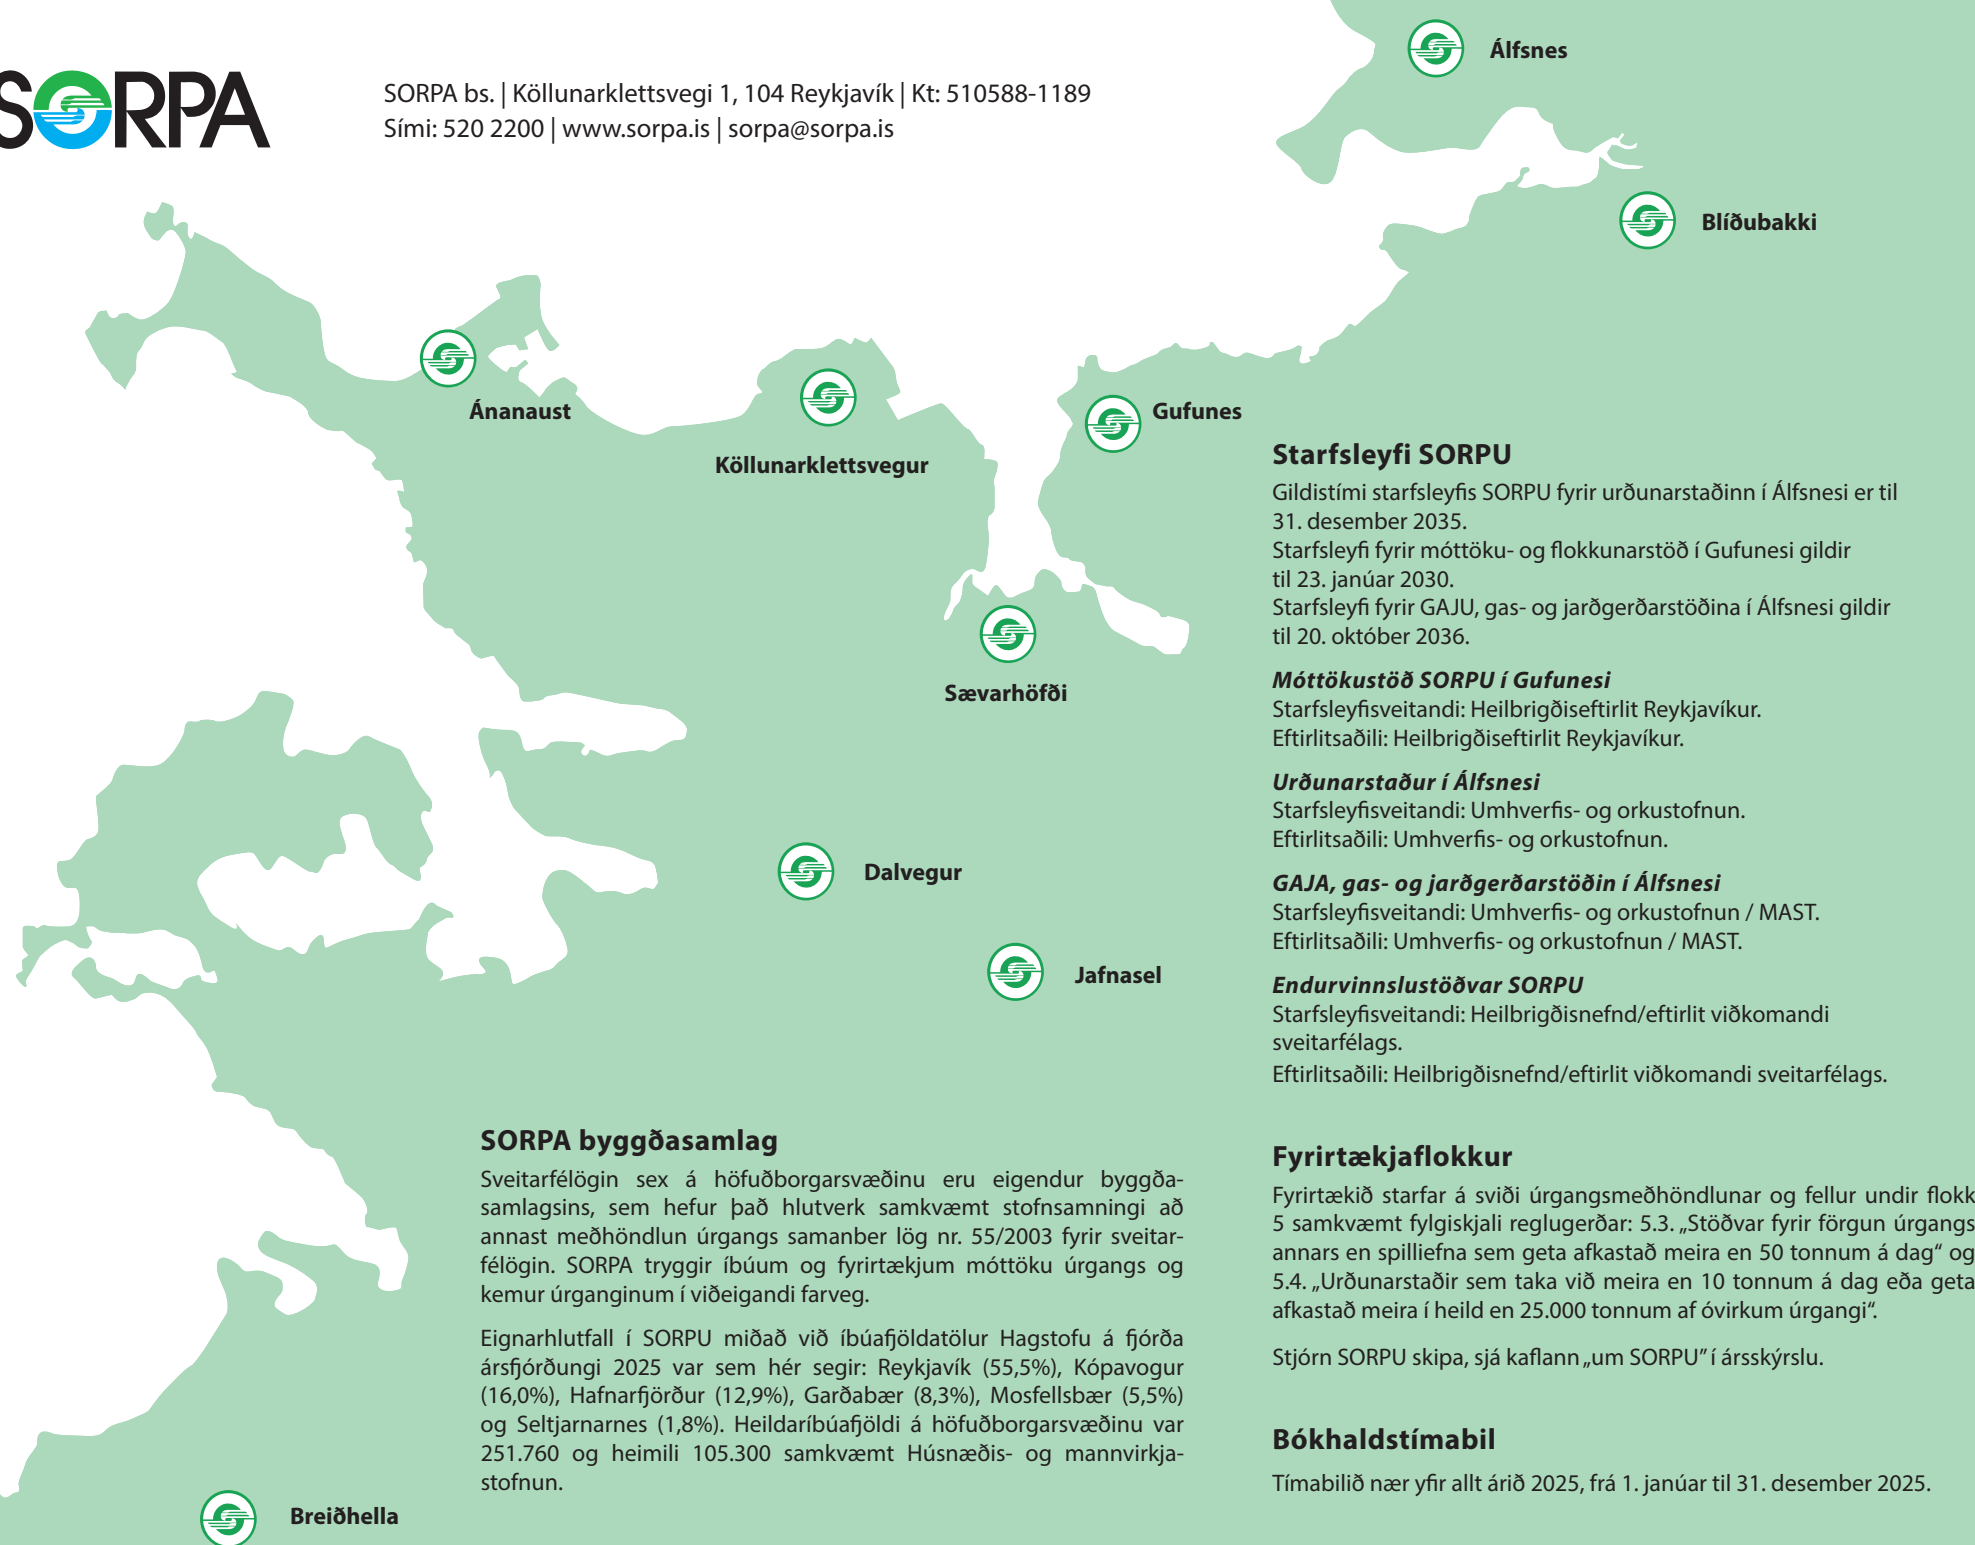 SORPA
SORPA bs. | Köllunarklettsvegi 1, 104 Reykjavík | Kt: 510588-1189
Sími: 520 2200 | www.sorpa.is | sorpa@sorpa.is
Álfsnes
Blíðubakki
Ánanaust
Köllunarklettsvegur
Gufunes
Sævarhöfði
Dalvegur
Jafnasel
Breiðhella
SORPA byggðasamlag
Sveitarfélögin sex á höfuðborgarsvæðinu eru eigendur byggða-
samlagsins, sem hefur það hlutverk samkvæmt stofnsamningi að
annast meðhöndlun úrgangs samanber lög nr. 55/2003 fyrir sveitar-
félögin. SORPA tryggir íbúum og fyrirtækjum móttöku úrgangs og
kemur úrganginum í viðeigandi farveg.
Eignarhlutfall í SORPU miðað við íbúafjöldatölur Hagstofu á fjórða
ársfjórðungi 2025 var sem hér segir: Reykjavík (55,5%), Kópavogur
(16,0%), Hafnarfjörður (12,9%), Garðabær (8,3%), Mosfellsbær (5,5%)
og Seltjarnarnes (1,8%). Heildaríbúafjöldi á höfuðborgarsvæðinu var
251.760 og heimili 105.300 samkvæmt Húsnæðis- og mannvirkja-
stofnun.
Starfsleyfi SORPU
Gildistími starfsleyfis SORPU fyrir urðunarstaðinn í Álfsnesi er til
31. desember 2035.
Starfsleyfi fyrir móttöku- og flokkunarstöð í Gufunesi gildir
til 23. janúar 2030.
Starfsleyfi fyrir GAJU, gas- og jarðgerðarstöðina í Álfsnesi gildir
til 20. október 2036.
Móttökustöð SORPU í Gufunesi
Starfsleyfisveitandi: Heilbrigðiseftirlit Reykjavíkur.
Eftirlitsaðili: Heilbrigðiseftirlit Reykjavíkur.
Urðunarstaður í Álfsnesi
Starfsleyfisveitandi: Umhverfis- og orkustofnun.
Eftirlitsaðili: Umhverfis- og orkustofnun.
GAJA, gas- og jarðgerðarstöðin í Álfsnesi
Starfsleyfisveitandi: Umhverfis- og orkustofnun / MAST.
Eftirlitsaðili: Umhverfis- og orkustofnun / MAST.
Endurvinnslustöðvar SORPU
Starfsleyfisveitandi: Heilbrigðisnefnd/eftirlit viðkomandi
sveitarfélags.
Eftirlitsaðili: Heilbrigðisnefnd/eftirlit viðkomandi sveitarfélags.
Fyrirtækjaflokkur
Fyrirtækið starfar á sviði úrgangsmeðhöndlunar og fellur undir flokk
5 samkvæmt fylgiskjali reglugerðar: 5.3. „Stöðvar fyrir förgun úrgangs
annars en spilliefna sem geta afkastað meira en 50 tonnum á dag“ og
5.4. „Urðunarstaðir sem taka við meira en 10 tonnum á dag eða geta
afkastað meira í heild en 25.000 tonnum af óvirkum úrgangi“.
Stjórn SORPU skipa, sjá kaflann „um SORPU” í ársskýrslu.
Bókhaldstímabil
Tímabilið nær yfir allt árið 2025, frá 1. janúar til 31. desember 2025.